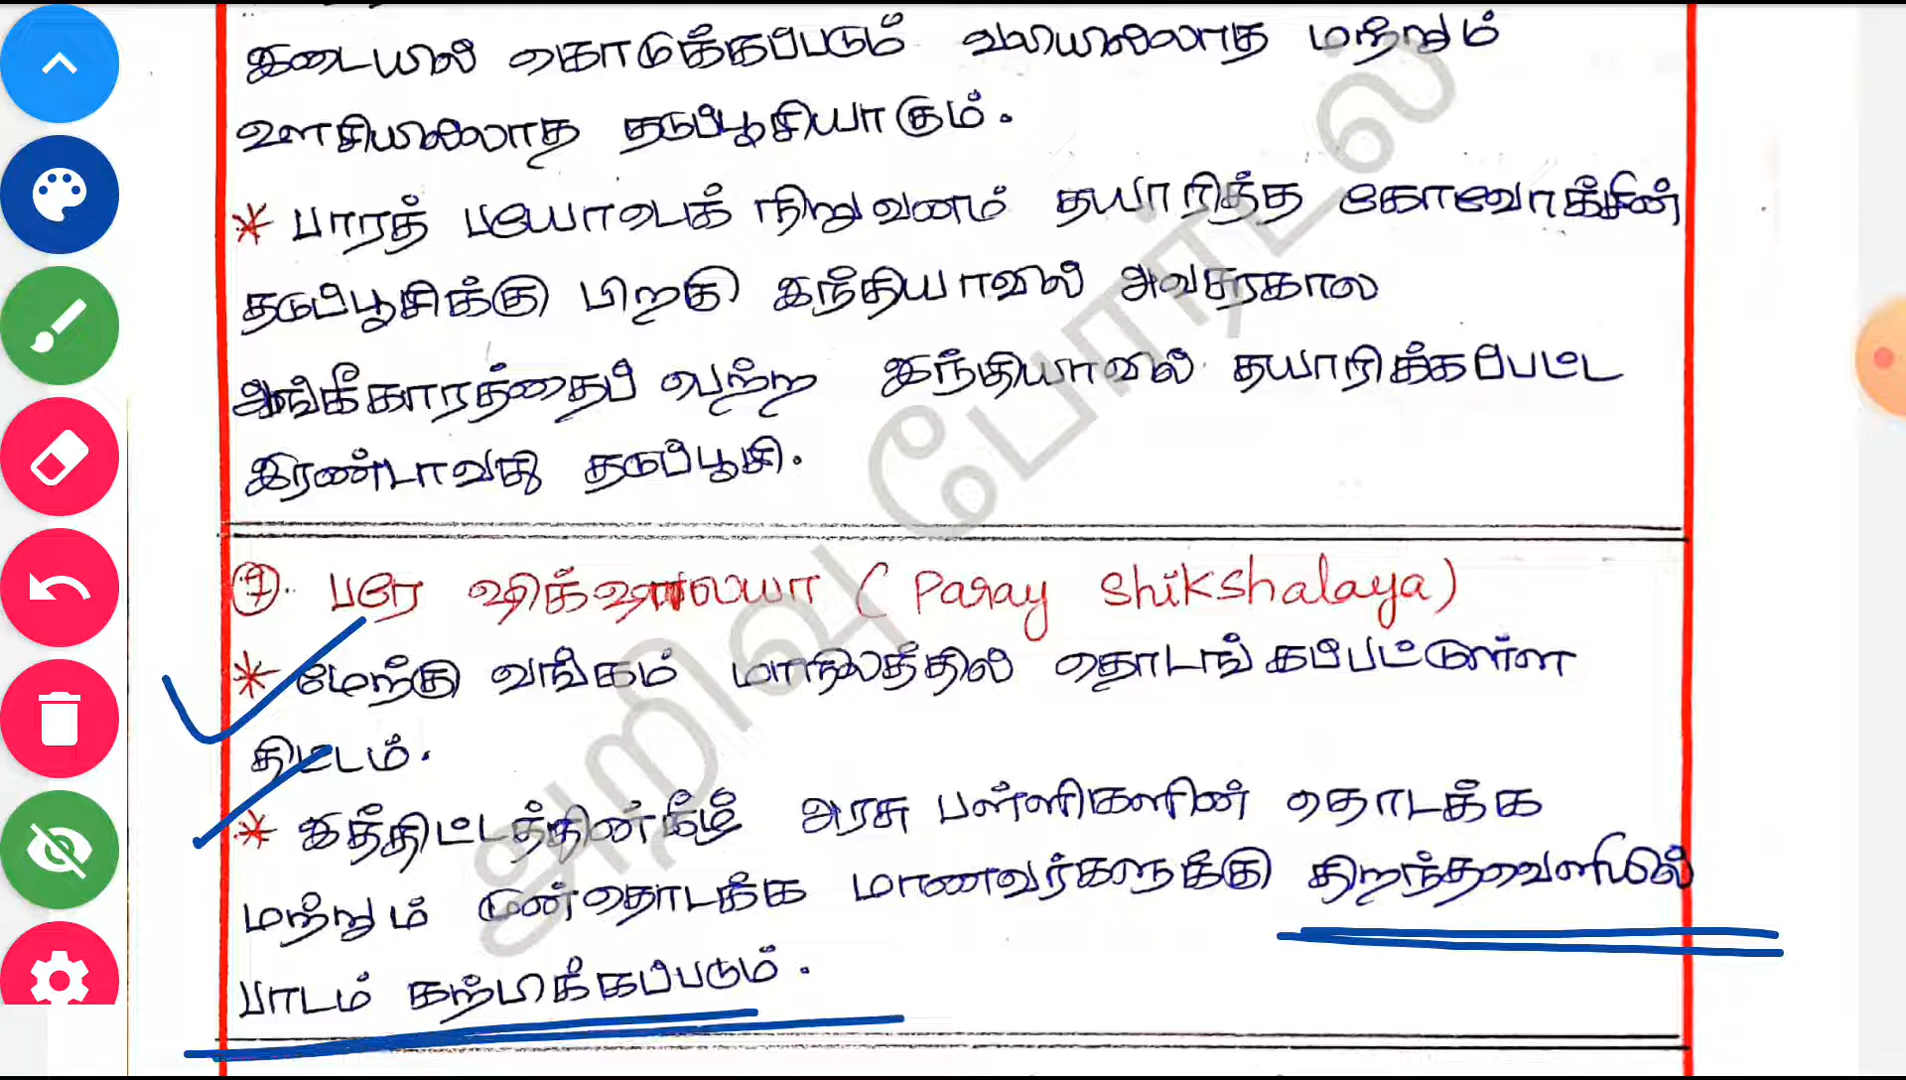 இடையில் கொடுக்கப்படும் வலியில்லாத மற்றும்
ஊசியில்லாத தடுப்பூசியாகும்.
* பாரத் பயோடெக் நிறுவனம் தயாரித்த கோவேக்சின்
தடுப்பூசிக்கு பிறகு இந்தியாவில் அவசரகால
அங்கீகாரத்தைப் பெற்ற இந்தியாவில் தயாரிக்கப்பட்ட
இரண்டாவது தடுப்பூசி.
7. பரே ஷிக்ஷாலயா (Paray Shikshalaya)
* மேற்கு வங்கம் மாநிலத்தில் தொடங்கப்பட்டுள்ள
திட்டம்.
* இத்திட்டத்தின்கீழ் அரசு பள்ளிகளின் தொடக்க
மற்றும் முன்தொடக்க மாணவர்களுக்கு திறந்தவெளியில்
பாடம் கற்பிக்கப்படும்.
அறிவு போர்டல்